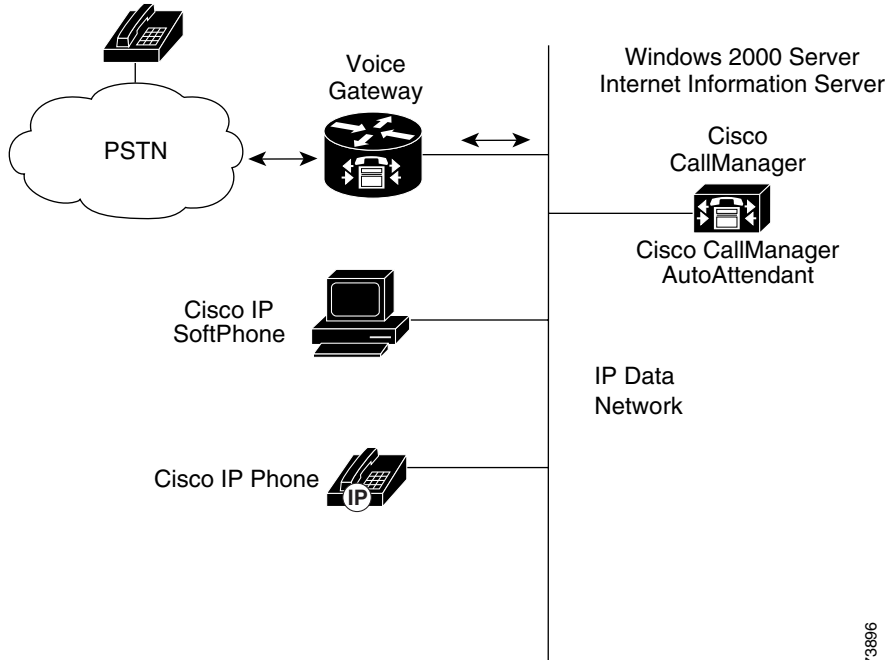 Voice
Gateway
Windows 2000 Server
Internet Information Server
PSTN
Cisco
CallManager
Cisco CallManager
AutoAttendant
Cisco IP
SoftPhone
IP Data
Network
Cisco IP Phone
IP